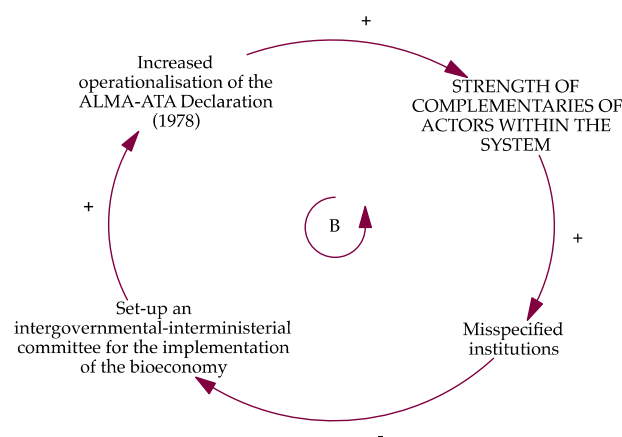 +
Increased
operationalisation of the
ALMA-ATA Declaration
(1978)
STRENGTH OF
COMPLEMENTARIES OF
ACTORS WITHIN THE
SYSTEM
+
B
+
Set-up an
intergovernmental-interministerial
committee for the implementation
of the bioeconomy
Misspecified
institutions
-